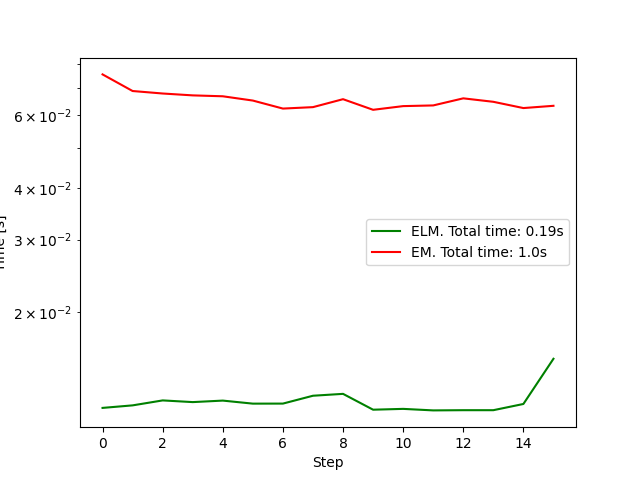 6 × 10⁻²
4 × 10⁻²
3 × 10⁻²
2 × 10⁻²
ELM. Total time: 0.19s
EM. Total time: 1.0s
0 2 4 6 8 10 12 14
Step